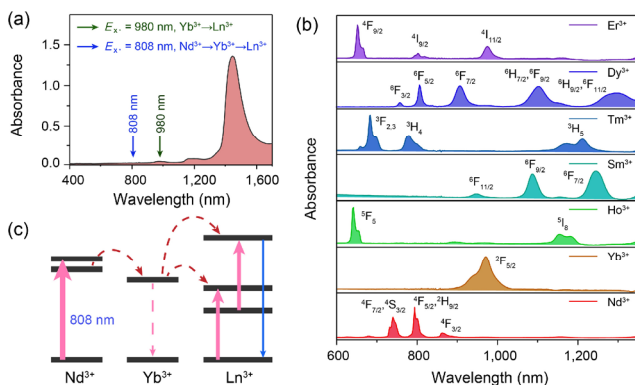 (a)
Eₓ. = 980 nm, Yb³⁺→Ln³⁺
Eₓ. = 808 nm, Nd³⁺→Yb³⁺→Ln³⁺
1.5
1.0
0.5
0.0
Absorbance
808 nm
980 nm
400 800 1,200 1,600
Wavelength (nm)
(c)
808 nm
Nd³⁺ Yb³⁺ Ln³⁺
(b)
Absorbance
⁴F₉/₂ ⁴I₉/₂ ⁴I₁₁/₂ Er³⁺
⁶F₃/₂ ⁶F₅/₂ ⁶F₇/₂ ⁶H₇/₂,⁶F₉/₂ ⁶H₉/₂,⁶F₁₁/₂ Dy³⁺
³F₂,₃ ³H₄ ³H₅ Tm³⁺
⁶F₁₁/₂ ⁶F₉/₂ ⁶F₇/₂ Sm³⁺
⁵F₅ ⁵I₈ Ho³⁺
²F₅/₂ Yb³⁺
⁴F₇/₂,⁴S₃/₂ ⁴F₅/₂,²H₉/₂ ⁴F₃/₂ Nd³⁺
600 800 1,000 1,200
Wavelength (nm)